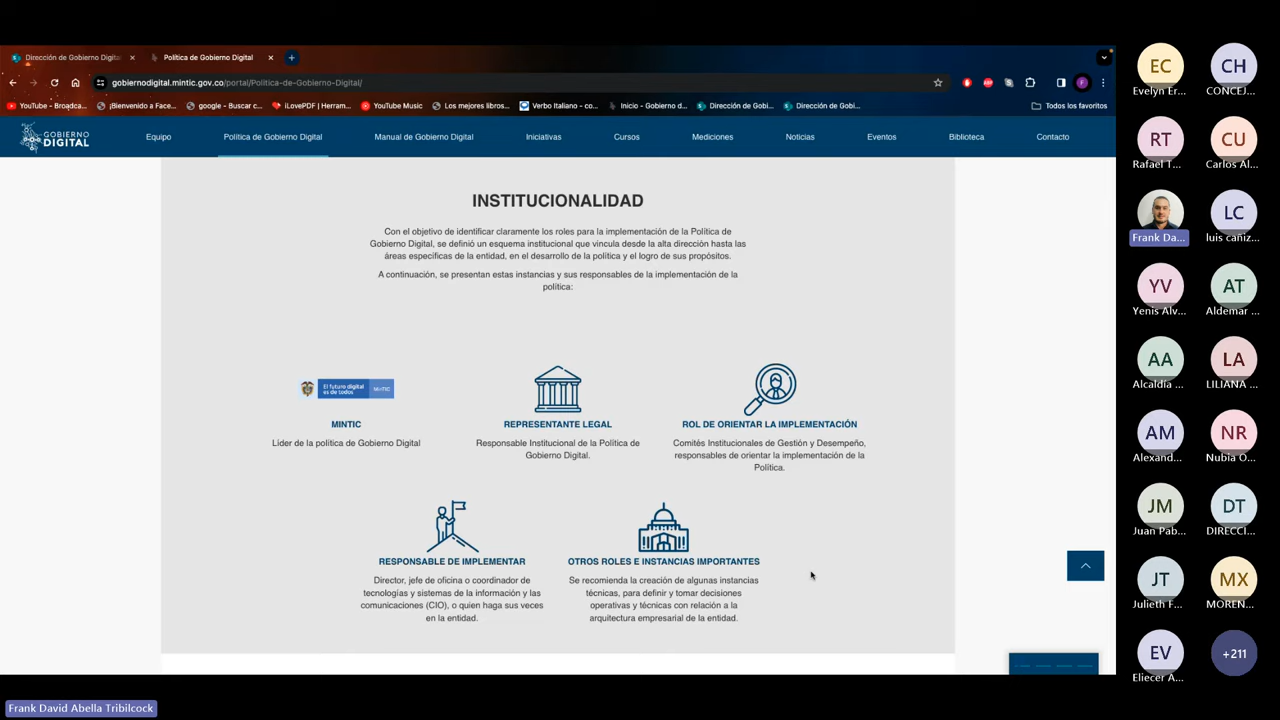 Dirección de Gobierno Digita
Política de Gobierno Digital
gobiernodigital.mintic.gov.co/portal/Politica-de-Gobierno-Digital/
YouTube - Broadca...
¡Bienvenido a Face...
google - Buscar c...
iLovePDF | Herram...
YouTube Music
Los mejores libros...
Verbo Italiano - co...
Inicio - Gobierno d...
Dirección de Gobi...
Dirección de Gobi...
Todos los favoritos
GOBIERNO
DIGITAL
Equipo
Política de Gobierno Digital
Manual de Gobierno Digital
Iniciativas
Cursos
Mediciones
Noticias
Eventos
Biblioteca
Contacto
INSTITUCIONALIDAD
Con el objetivo de identificar claramente los roles para la implementación de la Política de
Gobierno Digital, se definió un esquema institucional que vincula desde la alta dirección hasta las
áreas específicas de la entidad, en el desarrollo de la política y el logro de sus propósitos.
A continuación, se presentan estas instancias y sus responsables de la implementación de la
política:
El futuro digital
es de todos
MinTIC
MINTIC
Líder de la política de Gobierno Digital
REPRESENTANTE LEGAL
Responsable Institucional de la Política de
Gobierno Digital.
ROL DE ORIENTAR LA IMPLEMENTACIÓN
Comités Institucionales de Gestión y Desempeño,
responsables de orientar la implementación de la
Política.
RESPONSABLE DE IMPLEMENTAR
Director, jefe de oficina o coordinador de
tecnologías y sistemas de la información y las
comunicaciones (CIO), o quien haga sus veces
en la entidad.
OTROS ROLES E INSTANCIAS IMPORTANTES
Se recomienda la creación de algunas instancias
técnicas, para definir y tomar decisiones
operativas y técnicas con relación a la
arquitectura empresarial de la entidad.
EC
Evelyn Er...
CH
CONCEJ...
RT
Rafael T...
CU
Carlos Al...
Frank Da...
LC
luis cañiz...
YV
Yenis Alv...
AT
Aldemar ...
AA
Alcaldía ...
LA
LILIANA ...
AM
Alexand...
NR
Nubia O...
JM
Juan Pab...
DT
DIRECCI...
JT
Julieth F...
MX
MOREN...
EV
Eliecer A...
+211
Frank David Abella Tribilcock